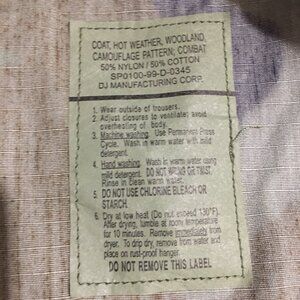 COAT, HOT WEATHER, WOODLAND,
CAMOUFLAGE PATTERN; COMBAT
50% NYLON / 50% COTTON
SP0100-99-D-0345
DJ MANUFACTURING CORP.
1. Wear outside of trousers.
2. Adjust closures to ventilate; avoid
overheating of body.
3. Machine washing: Use Permanent Press
Cycle. Wash in warm water with mild
detergent.
4. Hand washing: Wash in warm water using
mild detergent. DO NOT WRING OR TWIST.
Rinse in clean warm water.
5. DO NOT USE CHLORINE BLEACH OR
STARCH.
6. Dry at low heat (Do not exceed 130°F).
After drying, tumble at room temperature
for 10 minutes. Remove immediately from
dryer. To drip dry, remove from water and
place on rust-proof hanger.
DO NOT REMOVE THIS LABEL